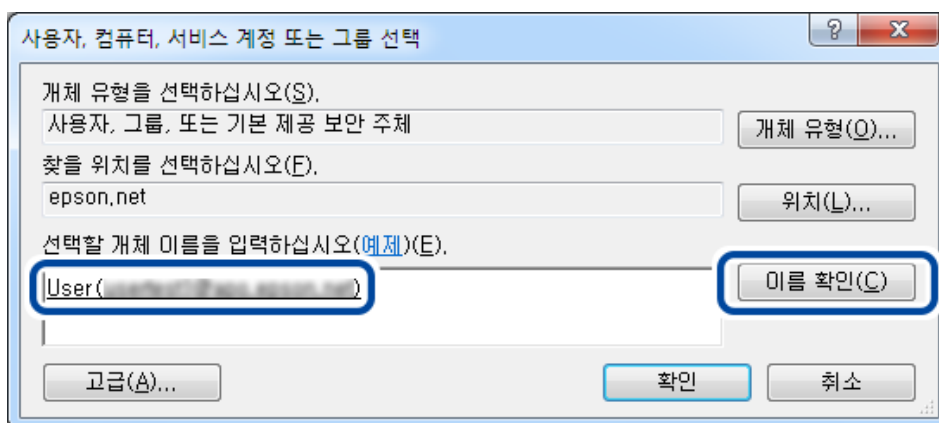 사용자, 컴퓨터, 서비스 계정 또는 그룹 선택
개체 유형을 선택하십시오(S).
사용자, 그룹, 또는 기본 제공 보안 주체
개체 유형(O)...
찾을 위치를 선택하십시오(F).
epson.net
위치(L)...
선택할 개체 이름을 입력하십시오(예제)(E).
User( )
이름 확인(C)
고급(A)...
확인
취소